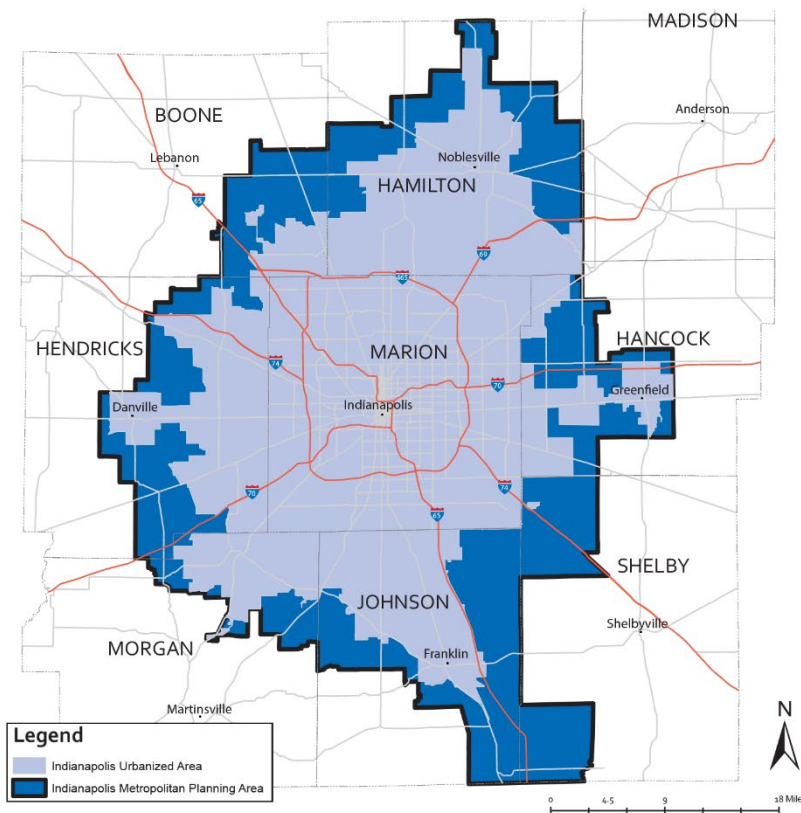 MADISON
Anderson
BOONE
Lebanon
Noblesville
HAMILTON
65
69
465
HANCOCK
HENDRICKS
MARION
74
70
Greenfield
Danville
Indianapolis
70
74
65
SHELBY
JOHNSON
Shelbyville
MORGAN
Franklin
Martinsville
N
Legend
Indianapolis Urbanized Area
Indianapolis Metropolitan Planning Area
0 4.5 9 18 Mile